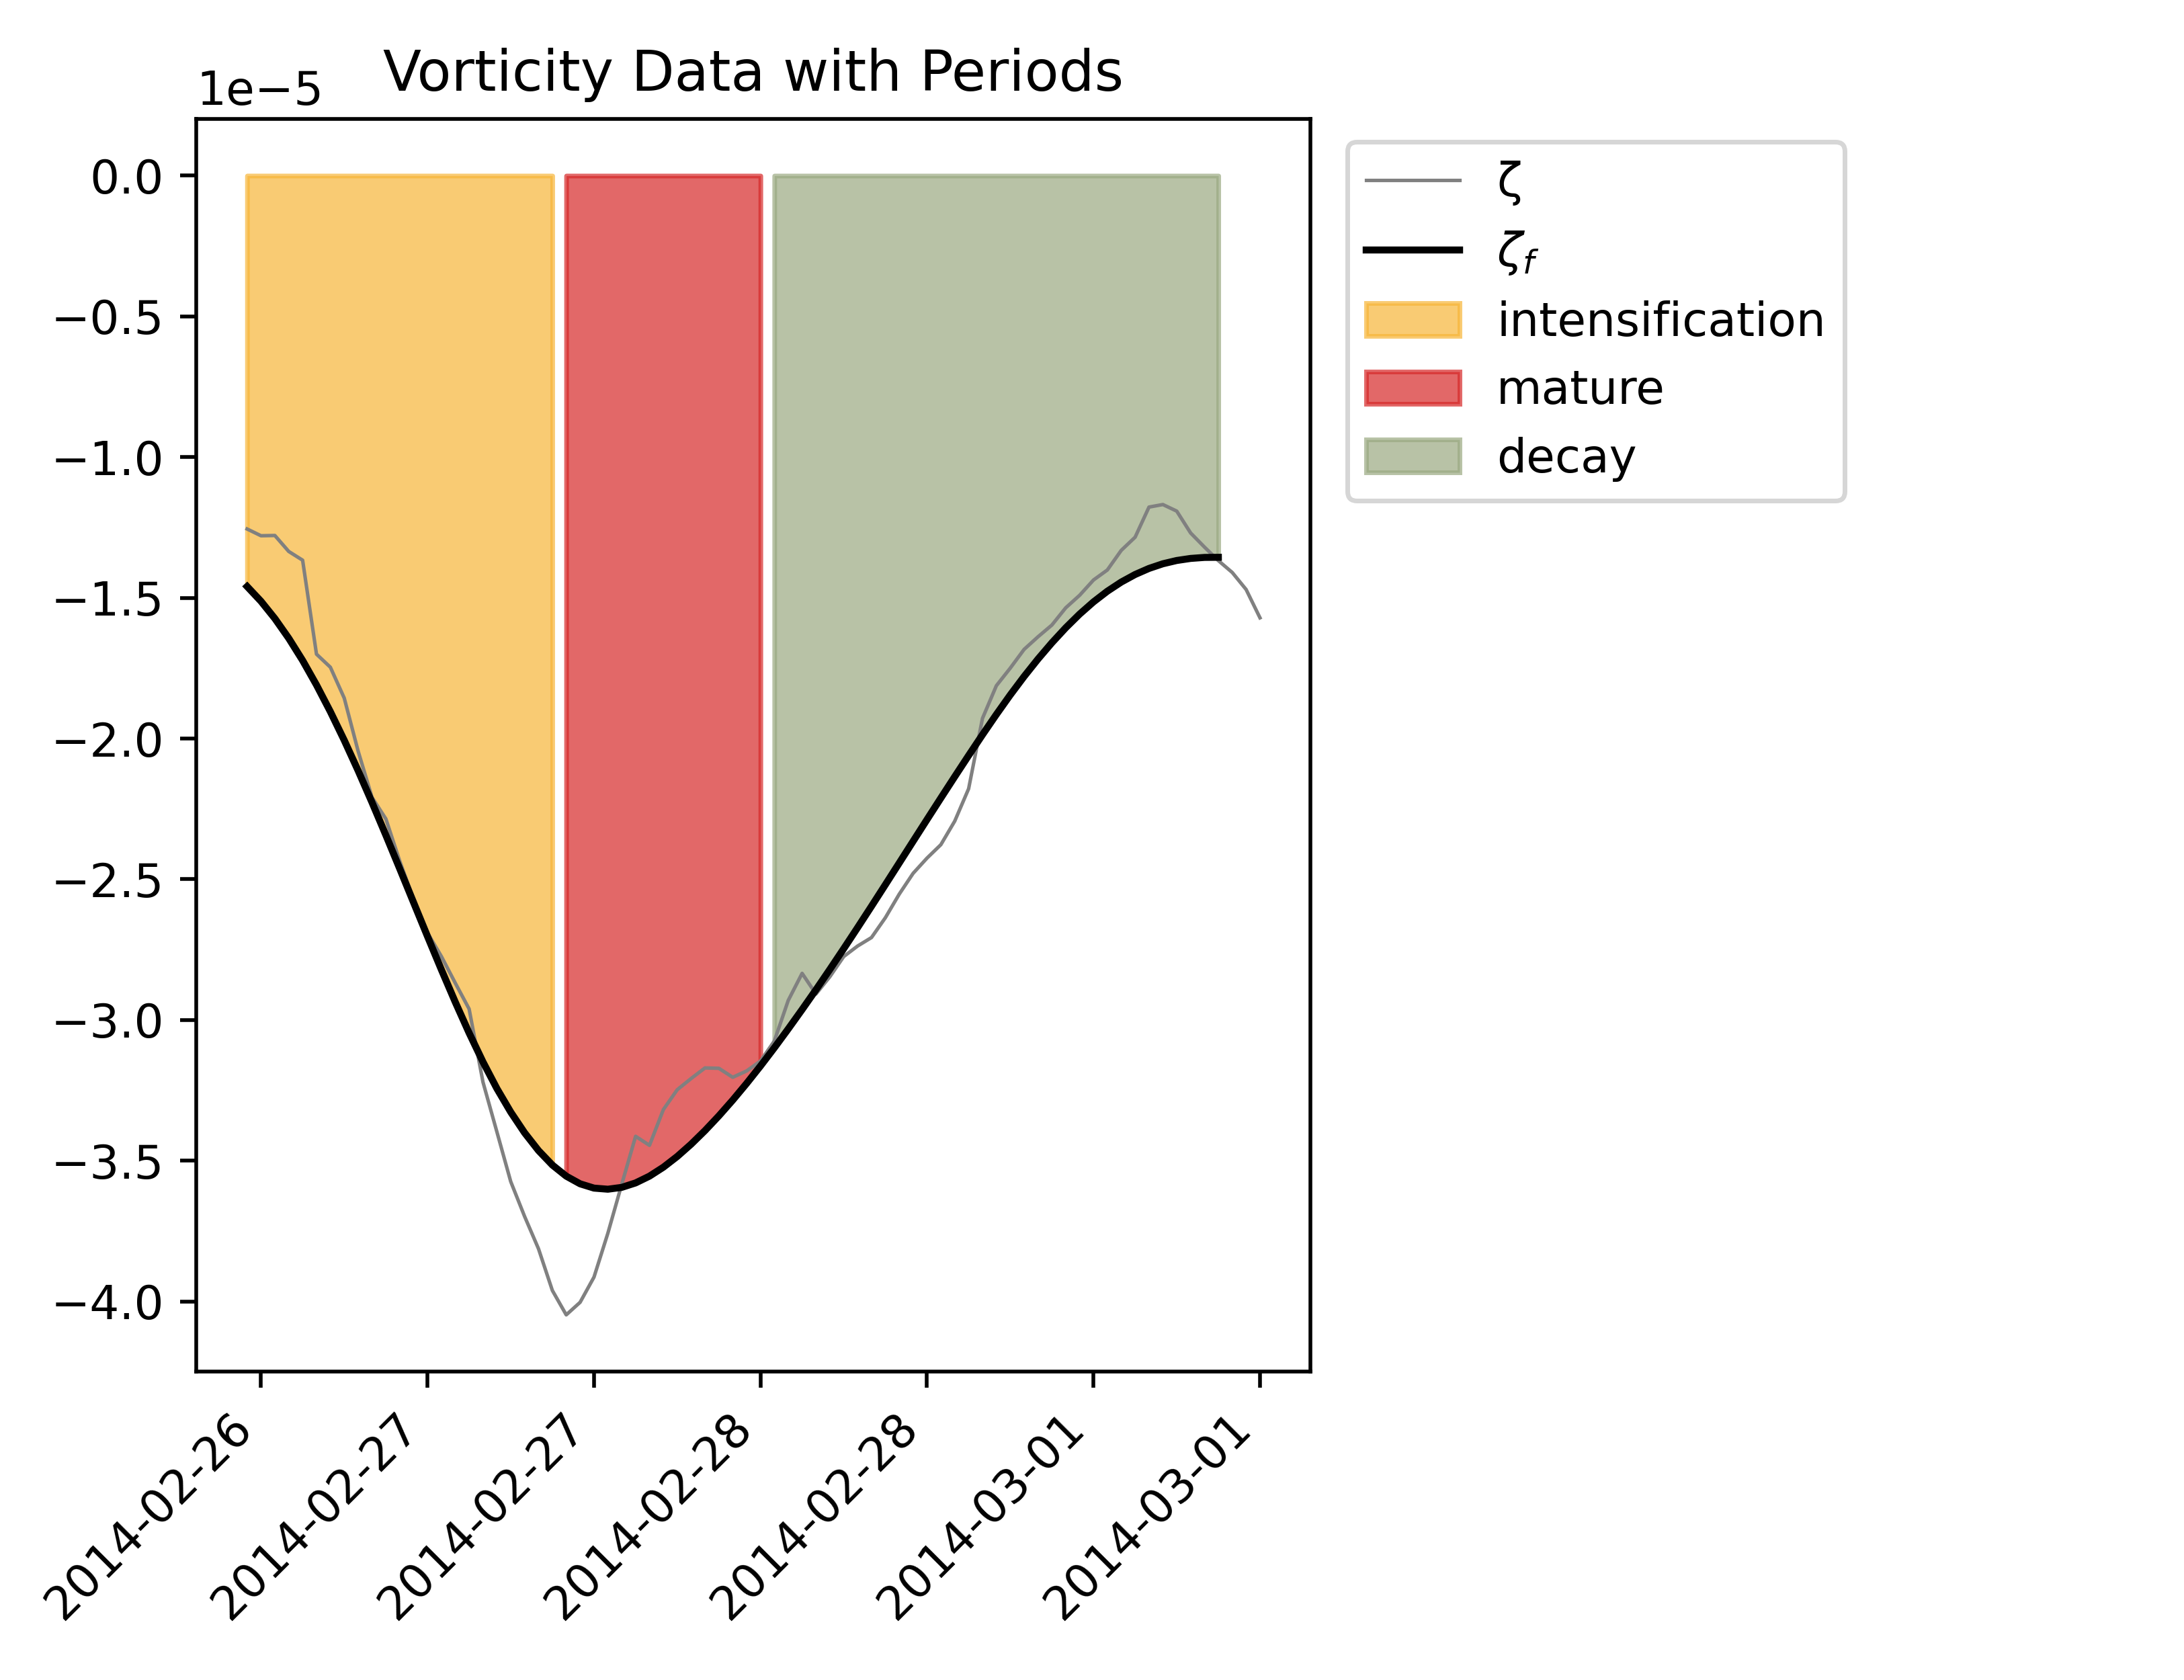 Vorticity Data with Periods
1e−5
0.0
−0.5
−1.0
−1.5
−2.0
−2.5
−3.0
−3.5
−4.0
2014-02-26
2014-02-27
2014-02-27
2014-02-28
2014-02-28
2014-03-01
2014-03-01
ζ
ζf
intensification
mature
decay